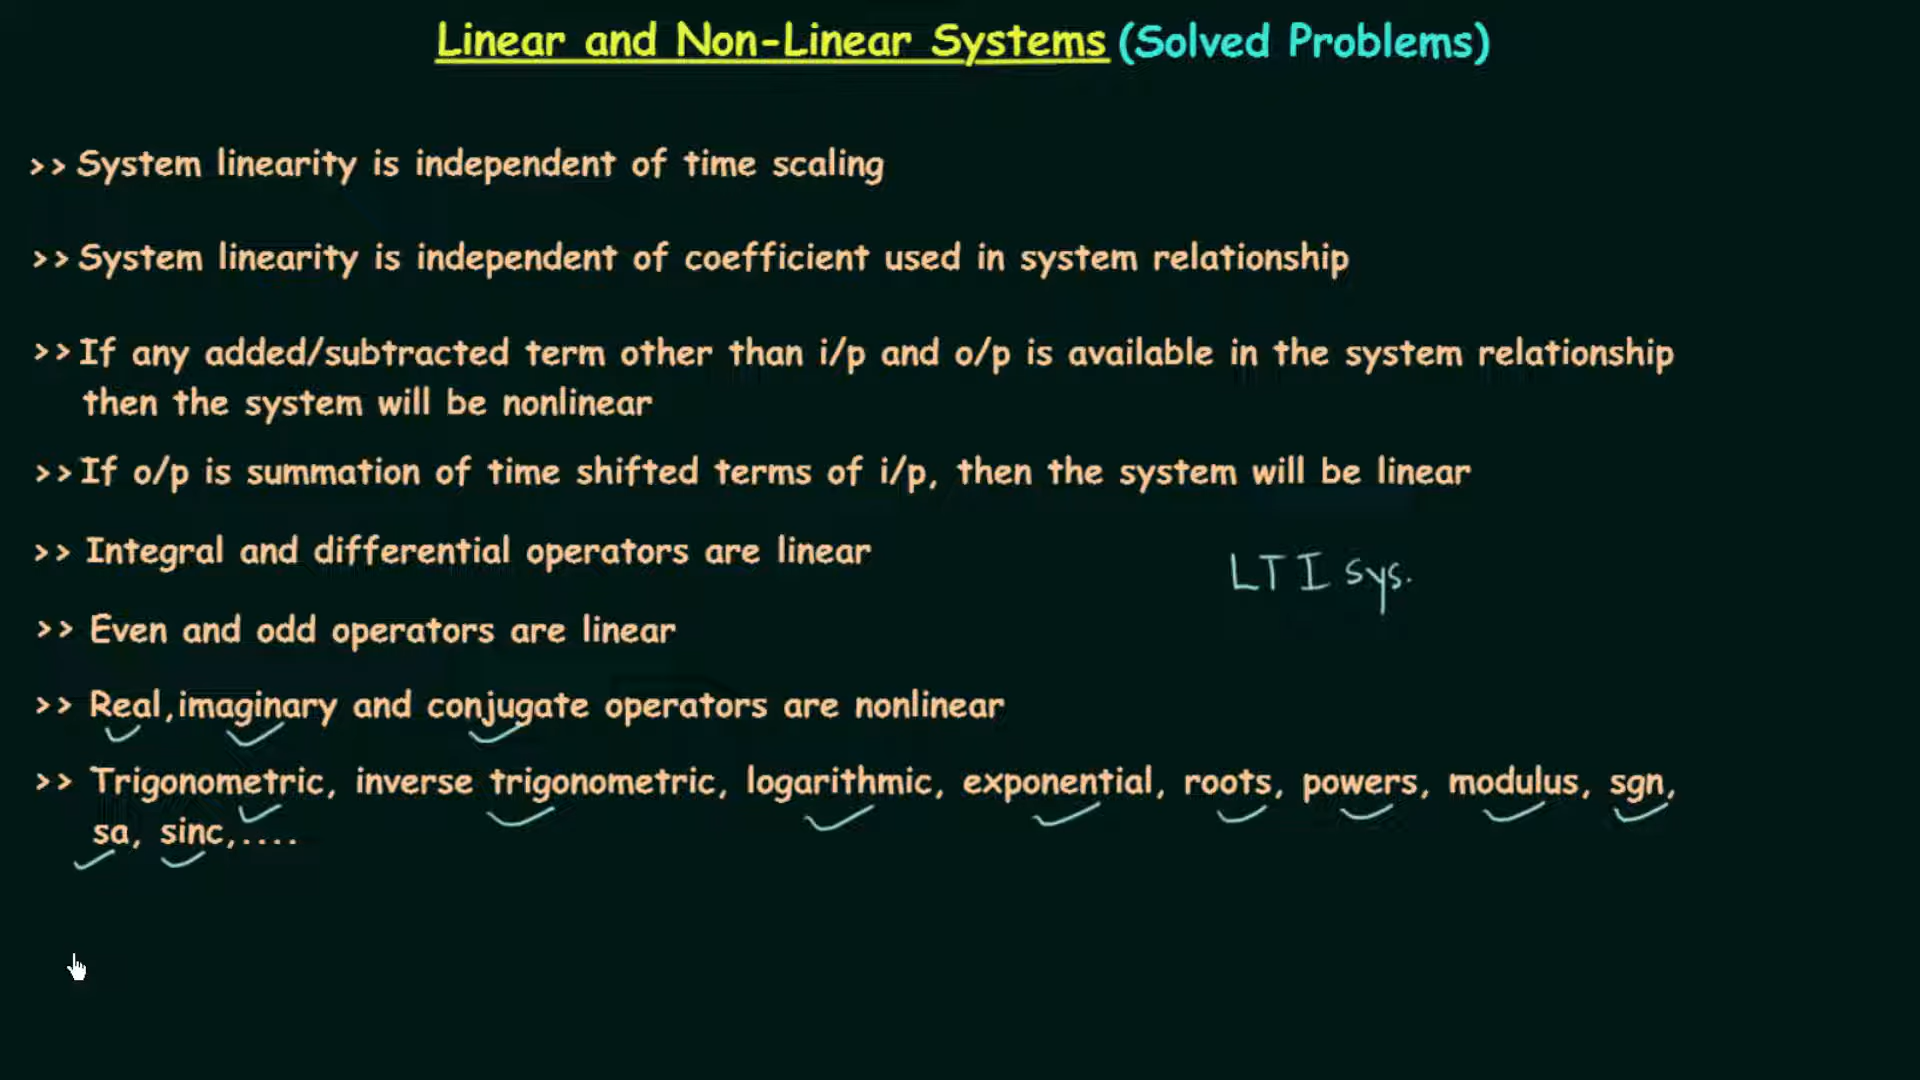 Linear and Non-Linear Systems (Solved Problems)
>> System linearity is independent of time scaling
>> System linearity is independent of coefficient used in system relationship
>> If any added/subtracted term other than i/p and o/p is available in the system relationship
then the system will be nonlinear
>> If o/p is summation of time shifted terms of i/p, then the system will be linear
>> Integral and differential operators are linear
LTI sys.
>> Even and odd operators are linear
>> Real, imaginary and conjugate operators are nonlinear
>> Trigonometric, inverse trigonometric, logarithmic, exponential, roots, powers, modulus, sgn,
sa, sinc,....